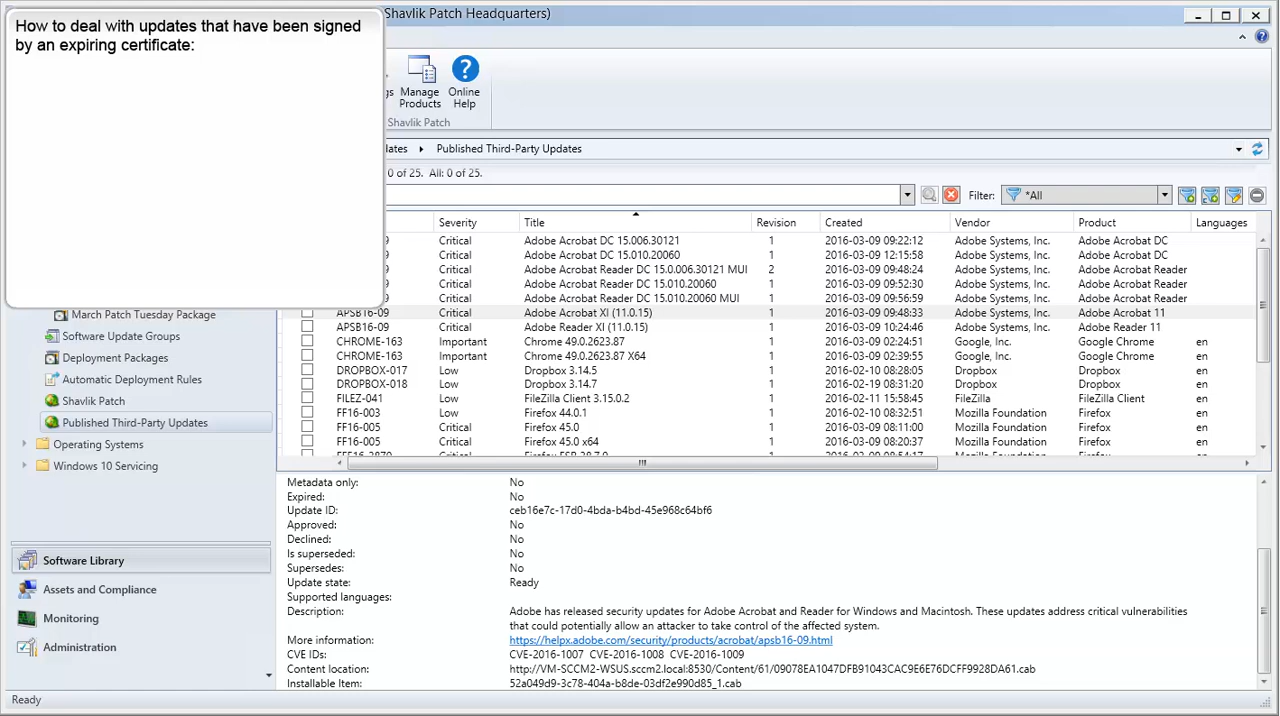 How to deal with updates that have been signed
by an expiring certificate:
Shavlik Patch Headquarters)
gs Manage Online
Products Help
Shavlik Patch
ates Published Third-Party Updates
0 of 25. All: 0 of 25.
Filter: *All
Severity Title Revision Created Vendor Product Languages
9 Critical Adobe Acrobat DC 15.006.30121 1 2016-03-09 09:22:12 Adobe Systems, Inc. Adobe Acrobat DC
9 Critical Adobe Acrobat DC 15.010.20060 1 2016-03-09 12:15:58 Adobe Systems, Inc. Adobe Acrobat DC
9 Critical Adobe Acrobat Reader DC 15.0.006.30121 MUI 2 2016-03-09 09:48:24 Adobe Systems, Inc. Adobe Acrobat Reader
9 Critical Adobe Acrobat Reader DC 15.010.20060 1 2016-03-09 09:52:30 Adobe Systems, Inc. Adobe Acrobat Reader
9 Critical Adobe Acrobat Reader DC 15.010.20060 MUI 1 2016-03-09 09:56:59 Adobe Systems, Inc. Adobe Acrobat Reader
APSB16-09 Critical Adobe Acrobat XI (11.0.15) 1 2016-03-09 09:48:33 Adobe Systems, Inc. Adobe Acrobat 11
APSB16-09 Critical Adobe Reader XI (11.0.15) 1 2016-03-09 10:24:46 Adobe Systems, Inc. Adobe Reader 11
CHROME-163 Important Chrome 49.0.2623.87 1 2016-03-09 02:24:51 Google, Inc. Google Chrome en
CHROME-163 Important Chrome 49.0.2623.87 X64 1 2016-03-09 02:39:55 Google, Inc. Google Chrome en
DROPBOX-017 Low Dropbox 3.14.5 1 2016-02-19 08:28:05 Dropbox Dropbox en
DROPBOX-018 Low Dropbox 3.14.7 1 2016-02-19 08:31:20 Dropbox Dropbox en
FILEZ-041 Low FileZilla Client 3.15.0.2 1 2016-02-11 15:58:45 FileZilla FileZilla Client en
FF16-003 Low Firefox 44.0.1 1 2016-02-10 08:32:51 Mozilla Foundation Firefox en
FF16-005 Critical Firefox 45.0 1 2016-03-09 08:11:00 Mozilla Foundation Firefox en
FF16-005 Critical Firefox 45.0 x64 1 2016-03-09 08:20:37 Mozilla Foundation Firefox en
March Patch Tuesday Package
Software Update Groups
Deployment Packages
Automatic Deployment Rules
Shavlik Patch
Published Third-Party Updates
Operating Systems
Windows 10 Servicing
Software Library
Assets and Compliance
Monitoring
Administration
Metadata only: No
Expired: No
Update ID: ceb16e7c-17d0-4bda-b4bd-45e968c64bf6
Approved: No
Declined: No
Is superseded: No
Supersedes: No
Update state: Ready
Supported languages:
Description: Adobe has released security updates for Adobe Acrobat and Reader for Windows and Macintosh. These updates address critical vulnerabilities
that could potentially allow an attacker to take control of the affected system.
More information: https://helpx.adobe.com/security/products/acrobat/apsb16-09.html
CVE IDs: CVE-2016-1007 CVE-2016-1008 CVE-2016-1009
Content location: http://VM-SCCM2-WSUS.sccm2.local:8530/Content/61/09078EA1047DFB91043CAC9E6E76DCFF9928DA61.cab
Installable Item: 52a049d9-3c78-404a-b8de-03df2e990d85_1.cab
Ready